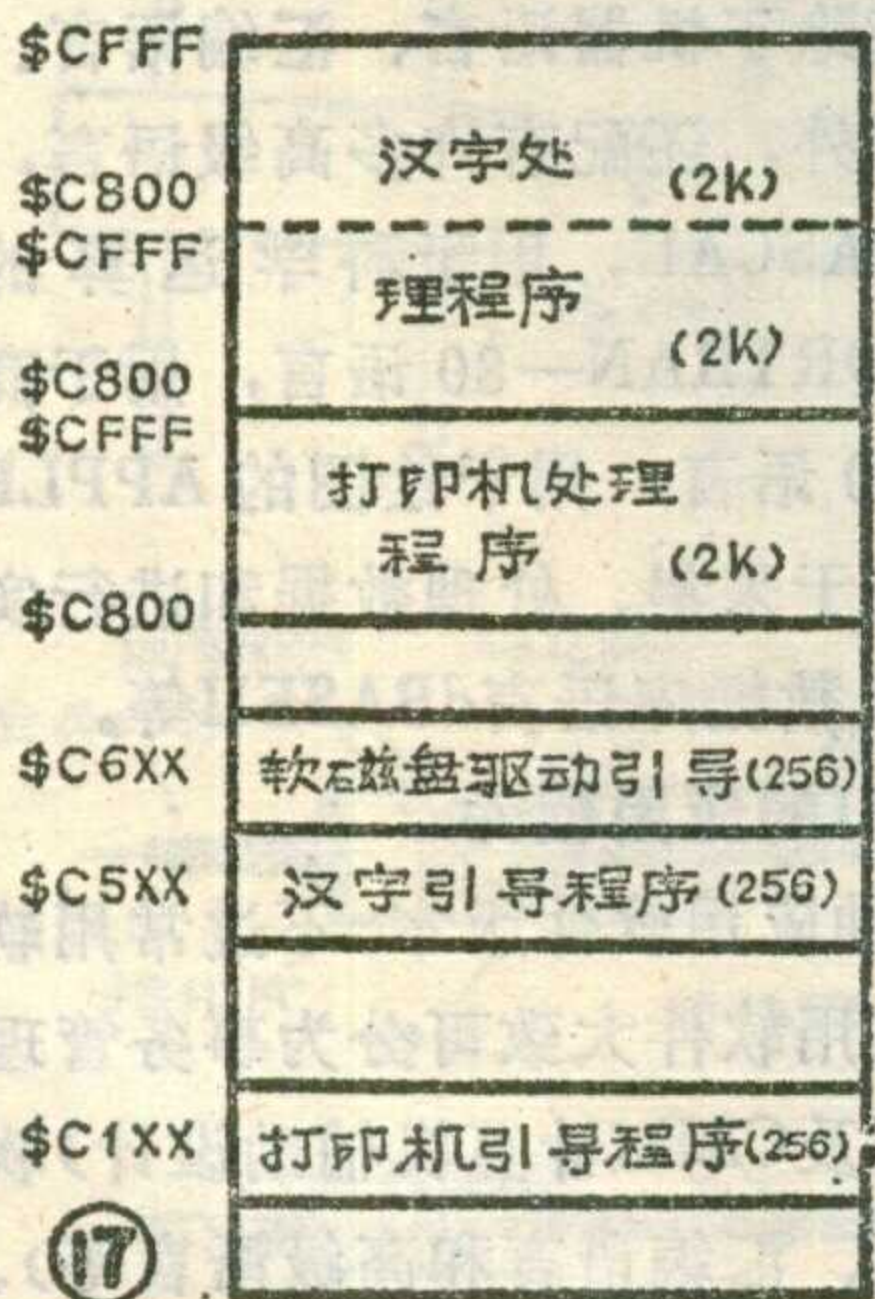 $CFFF
汉字处 (2K)
$C800
$CFFF
理程序
(2K)
$C800
$CFFF
打印机处理
程序 (2K)
$C800
$C6XX 软磁盘驱动引导(256)
$C5XX 汉字引导程序(256)
$C1XX 打印机引导程序(256)
⑰